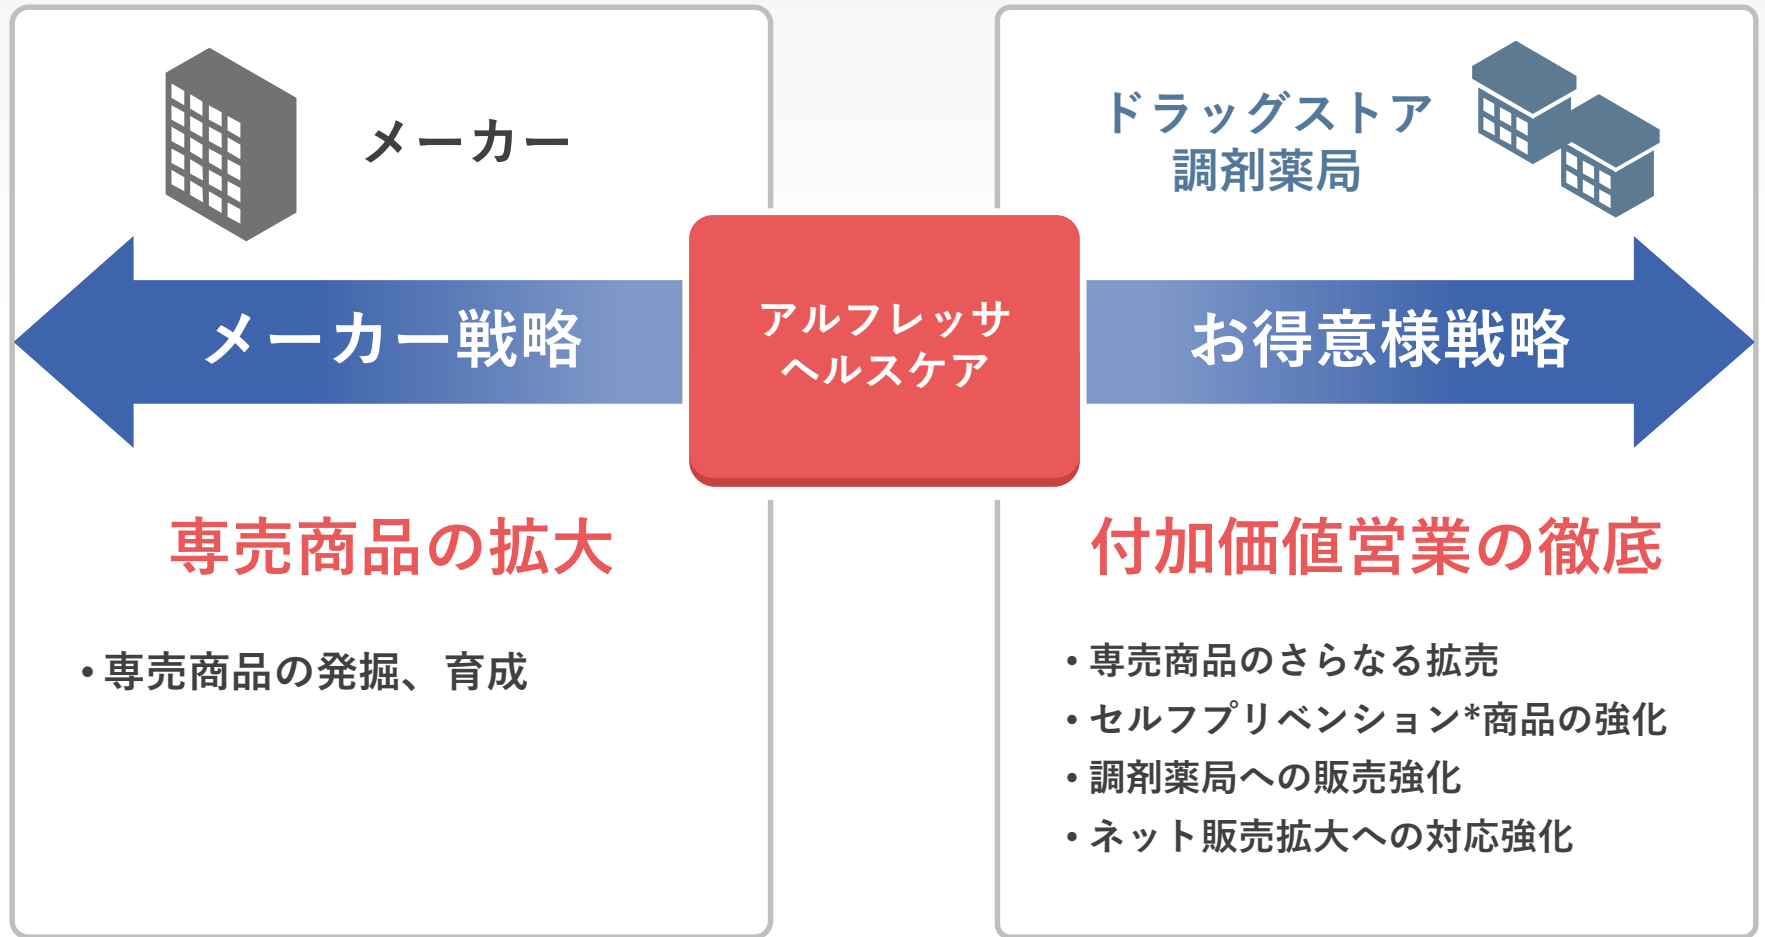 メーカー
メーカー戦略
専売商品の拡大
・専売商品の発掘、育成
アルフレッサ
ヘルスケア
ドラッグストア
調剤薬局
お得意様戦略
付加価値営業の徹底
・専売商品のさらなる拡売
・セルフプリベンション*商品の強化
・調剤薬局への販売強化
・ネット販売拡大への対応強化